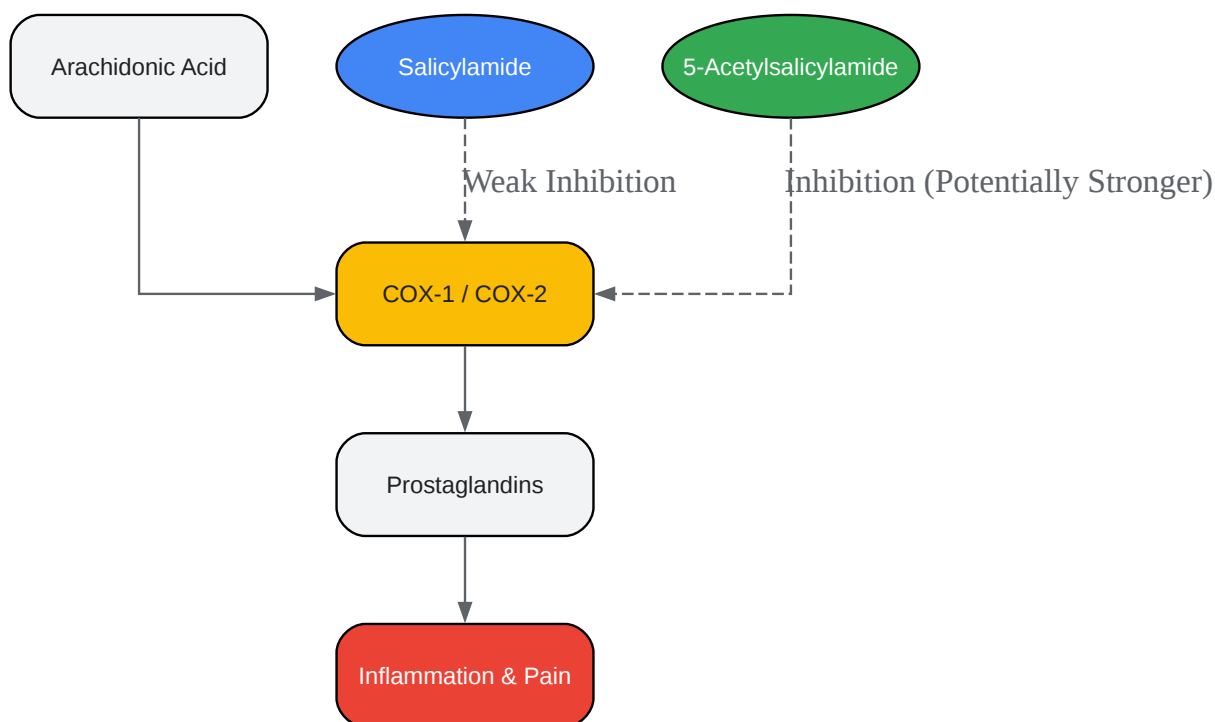 Arachidonic Acid
Salicylamide
5-Acetylsalicylamide
Weak Inhibition
Inhibition (Potentially Stronger)
COX-1 / COX-2
Prostaglandins
Inflammation & Pain